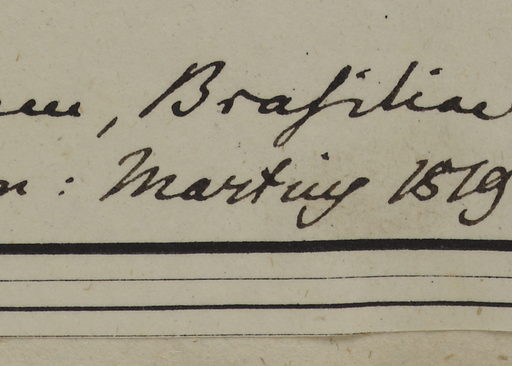 , Brasiliae
: Martius 1819